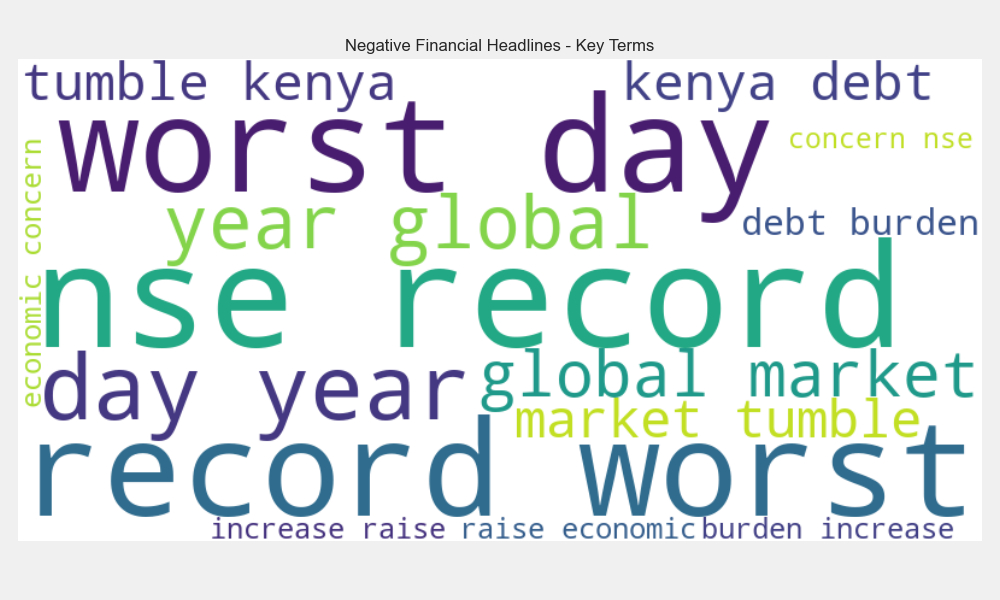 Negative Financial Headlines - Key Terms
tumble kenya
kenya debt
worst day
concern nse
economic concern
year global
debt burden
nse record
day year
global market
market tumble
record worst
increase raise
raise economic
burden increase